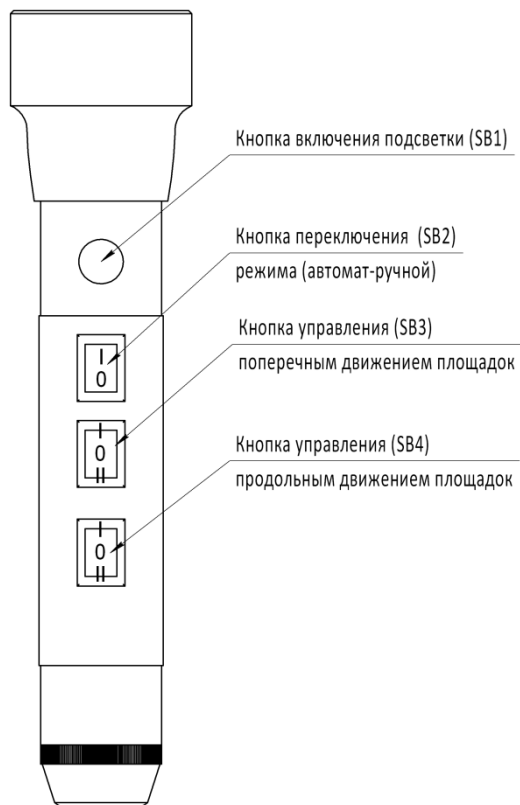 Кнопка включения подсветки (SB1)
Кнопка переключения (SB2)
режима (автомат-ручной)
Кнопка управления (SB3)
поперечным движением площадок
Кнопка управления (SB4)
продольным движением площадок
I
0
I
0
II
I
0
II